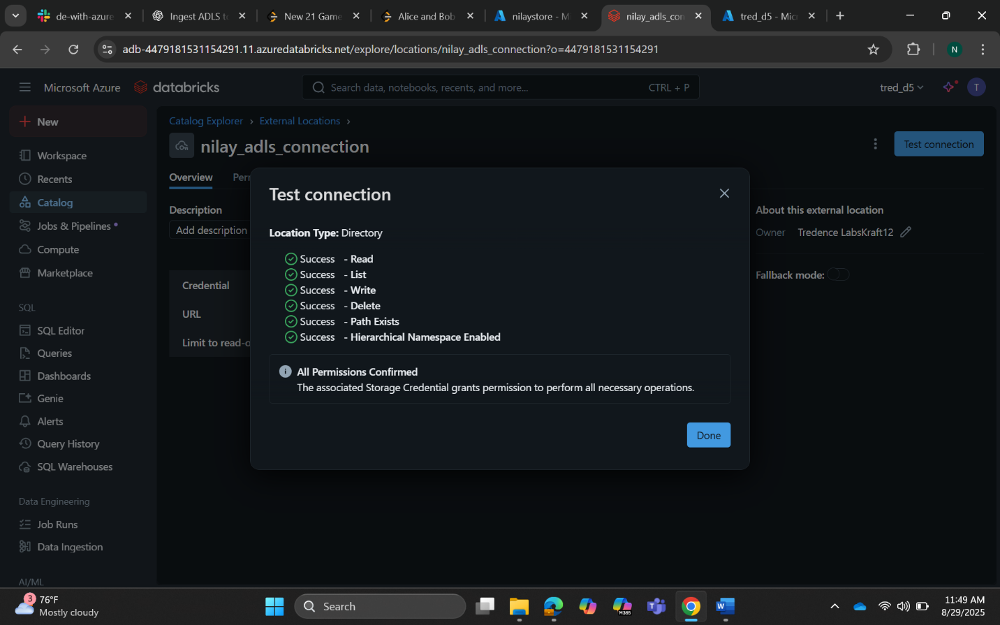 de-with-azure
Ingest ADLS to
New 21 Game
Alice and Bob
nilaystore - Mi
nilay_adls_con
tred_d5 - Micr
adb-4479181531154291.11.azuredatabricks.net/explore/locations/nilay_adls_connection?o=4479181531154291
N
Microsoft Azure
databricks
Search data, notebooks, recents, and more...
CTRL + P
tred_d5
T
New
Workspace
Recents
Catalog
Jobs & Pipelines
Compute
Marketplace
SQL
SQL Editor
Queries
Dashboards
Genie
Alerts
Query History
SQL Warehouses
Data Engineering
Job Runs
Data Ingestion
AI/ML
Catalog Explorer > External Locations >
nilay_adls_connection
Test connection
Overview
Perr
Description
Add description
Credential
URL
Limit to read-o
About this external location
Owner Tredence LabsKraft12
Fallback mode:
Test connection
Location Type: Directory
Success - Read
Success - List
Success - Write
Success - Delete
Success - Path Exists
Success - Hierarchical Namespace Enabled
All Permissions Confirmed
The associated Storage Credential grants permission to perform all necessary operations.
Done
3
76°F
Mostly cloudy
Search
M365
11:49 AM
8/29/2025